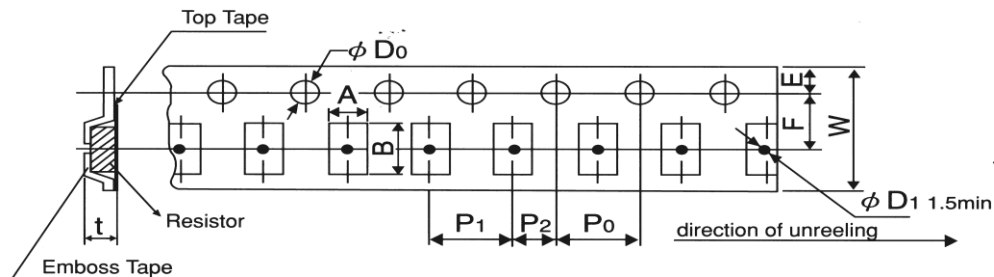 Top Tape
φ D0
A
B
E
F
W
t
Resistor
P1
P2
P0
φ D1 1.5min
direction of unreeling
Emboss Tape